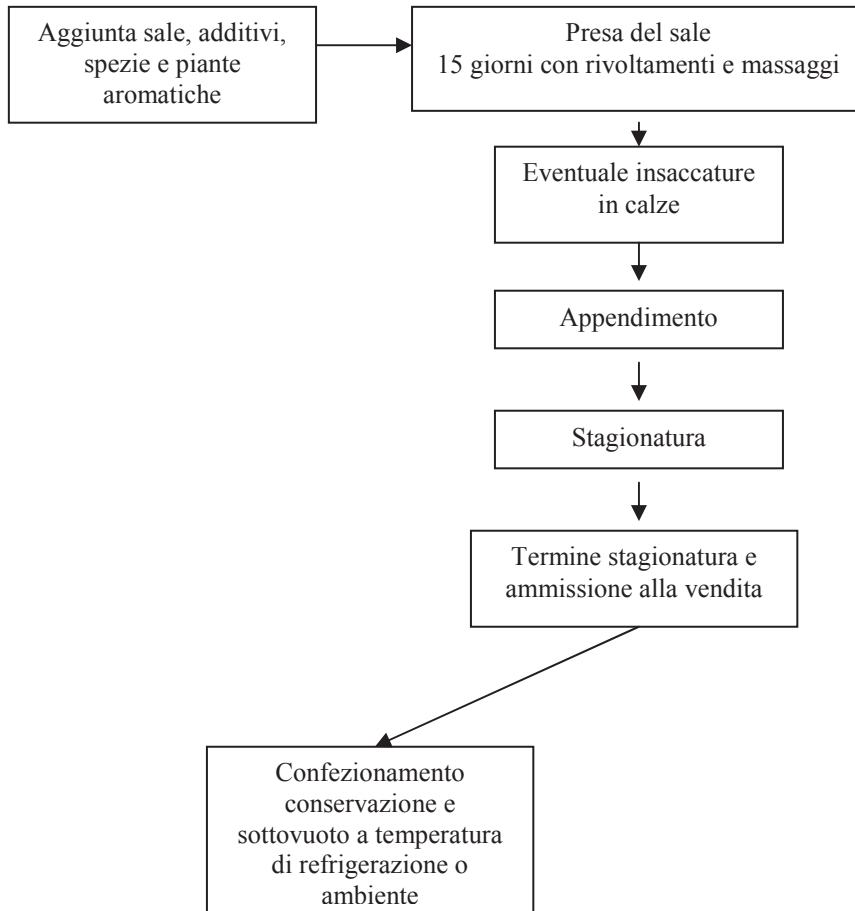 Aggiunta sale, additivi,
spezie e piante
aromatiche
Presa del sale
15 giorni con rivoltamenti e massaggi
Eventuale insaccature
in calze
Appendimento
Stagionatura
Termine stagionatura e
ammissione alla vendita
Confezionamento
conservazione e
sottovuoto a temperatura
di refrigerazione o
ambiente